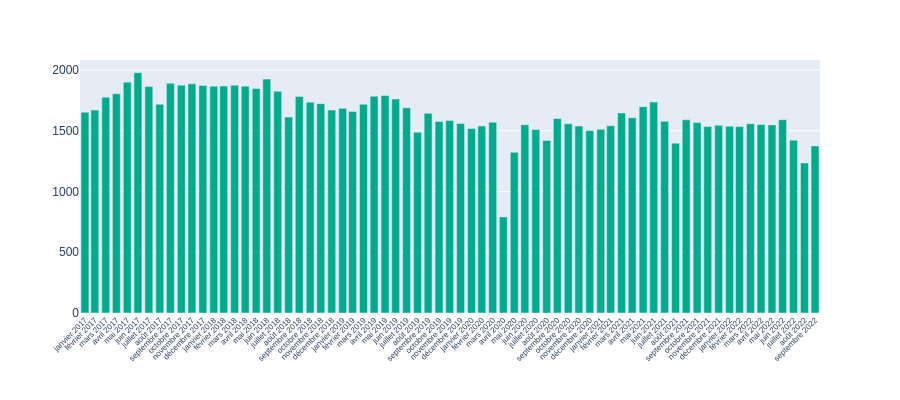 2000
1500
1000
500
0
janvier 2017
février 2017
mars 2017
avril 2017
mai 2017
juin 2017
juillet 2017
août 2017
septembre 2017
octobre 2017
novembre 2017
décembre 2017
janvier 2018
février 2018
mars 2018
avril 2018
mai 2018
juin 2018
juillet 2018
août 2018
septembre 2018
octobre 2018
novembre 2018
décembre 2018
janvier 2019
février 2019
mars 2019
avril 2019
mai 2019
juin 2019
juillet 2019
août 2019
septembre 2019
octobre 2019
novembre 2019
décembre 2019
janvier 2020
février 2020
mars 2020
avril 2020
mai 2020
juin 2020
juillet 2020
août 2020
septembre 2020
octobre 2020
novembre 2020
décembre 2020
janvier 2021
février 2021
mars 2021
avril 2021
mai 2021
juin 2021
juillet 2021
août 2021
septembre 2021
octobre 2021
novembre 2021
décembre 2021
janvier 2022
février 2022
mars 2022
avril 2022
mai 2022
juin 2022
juillet 2022
août 2022
septembre 2022